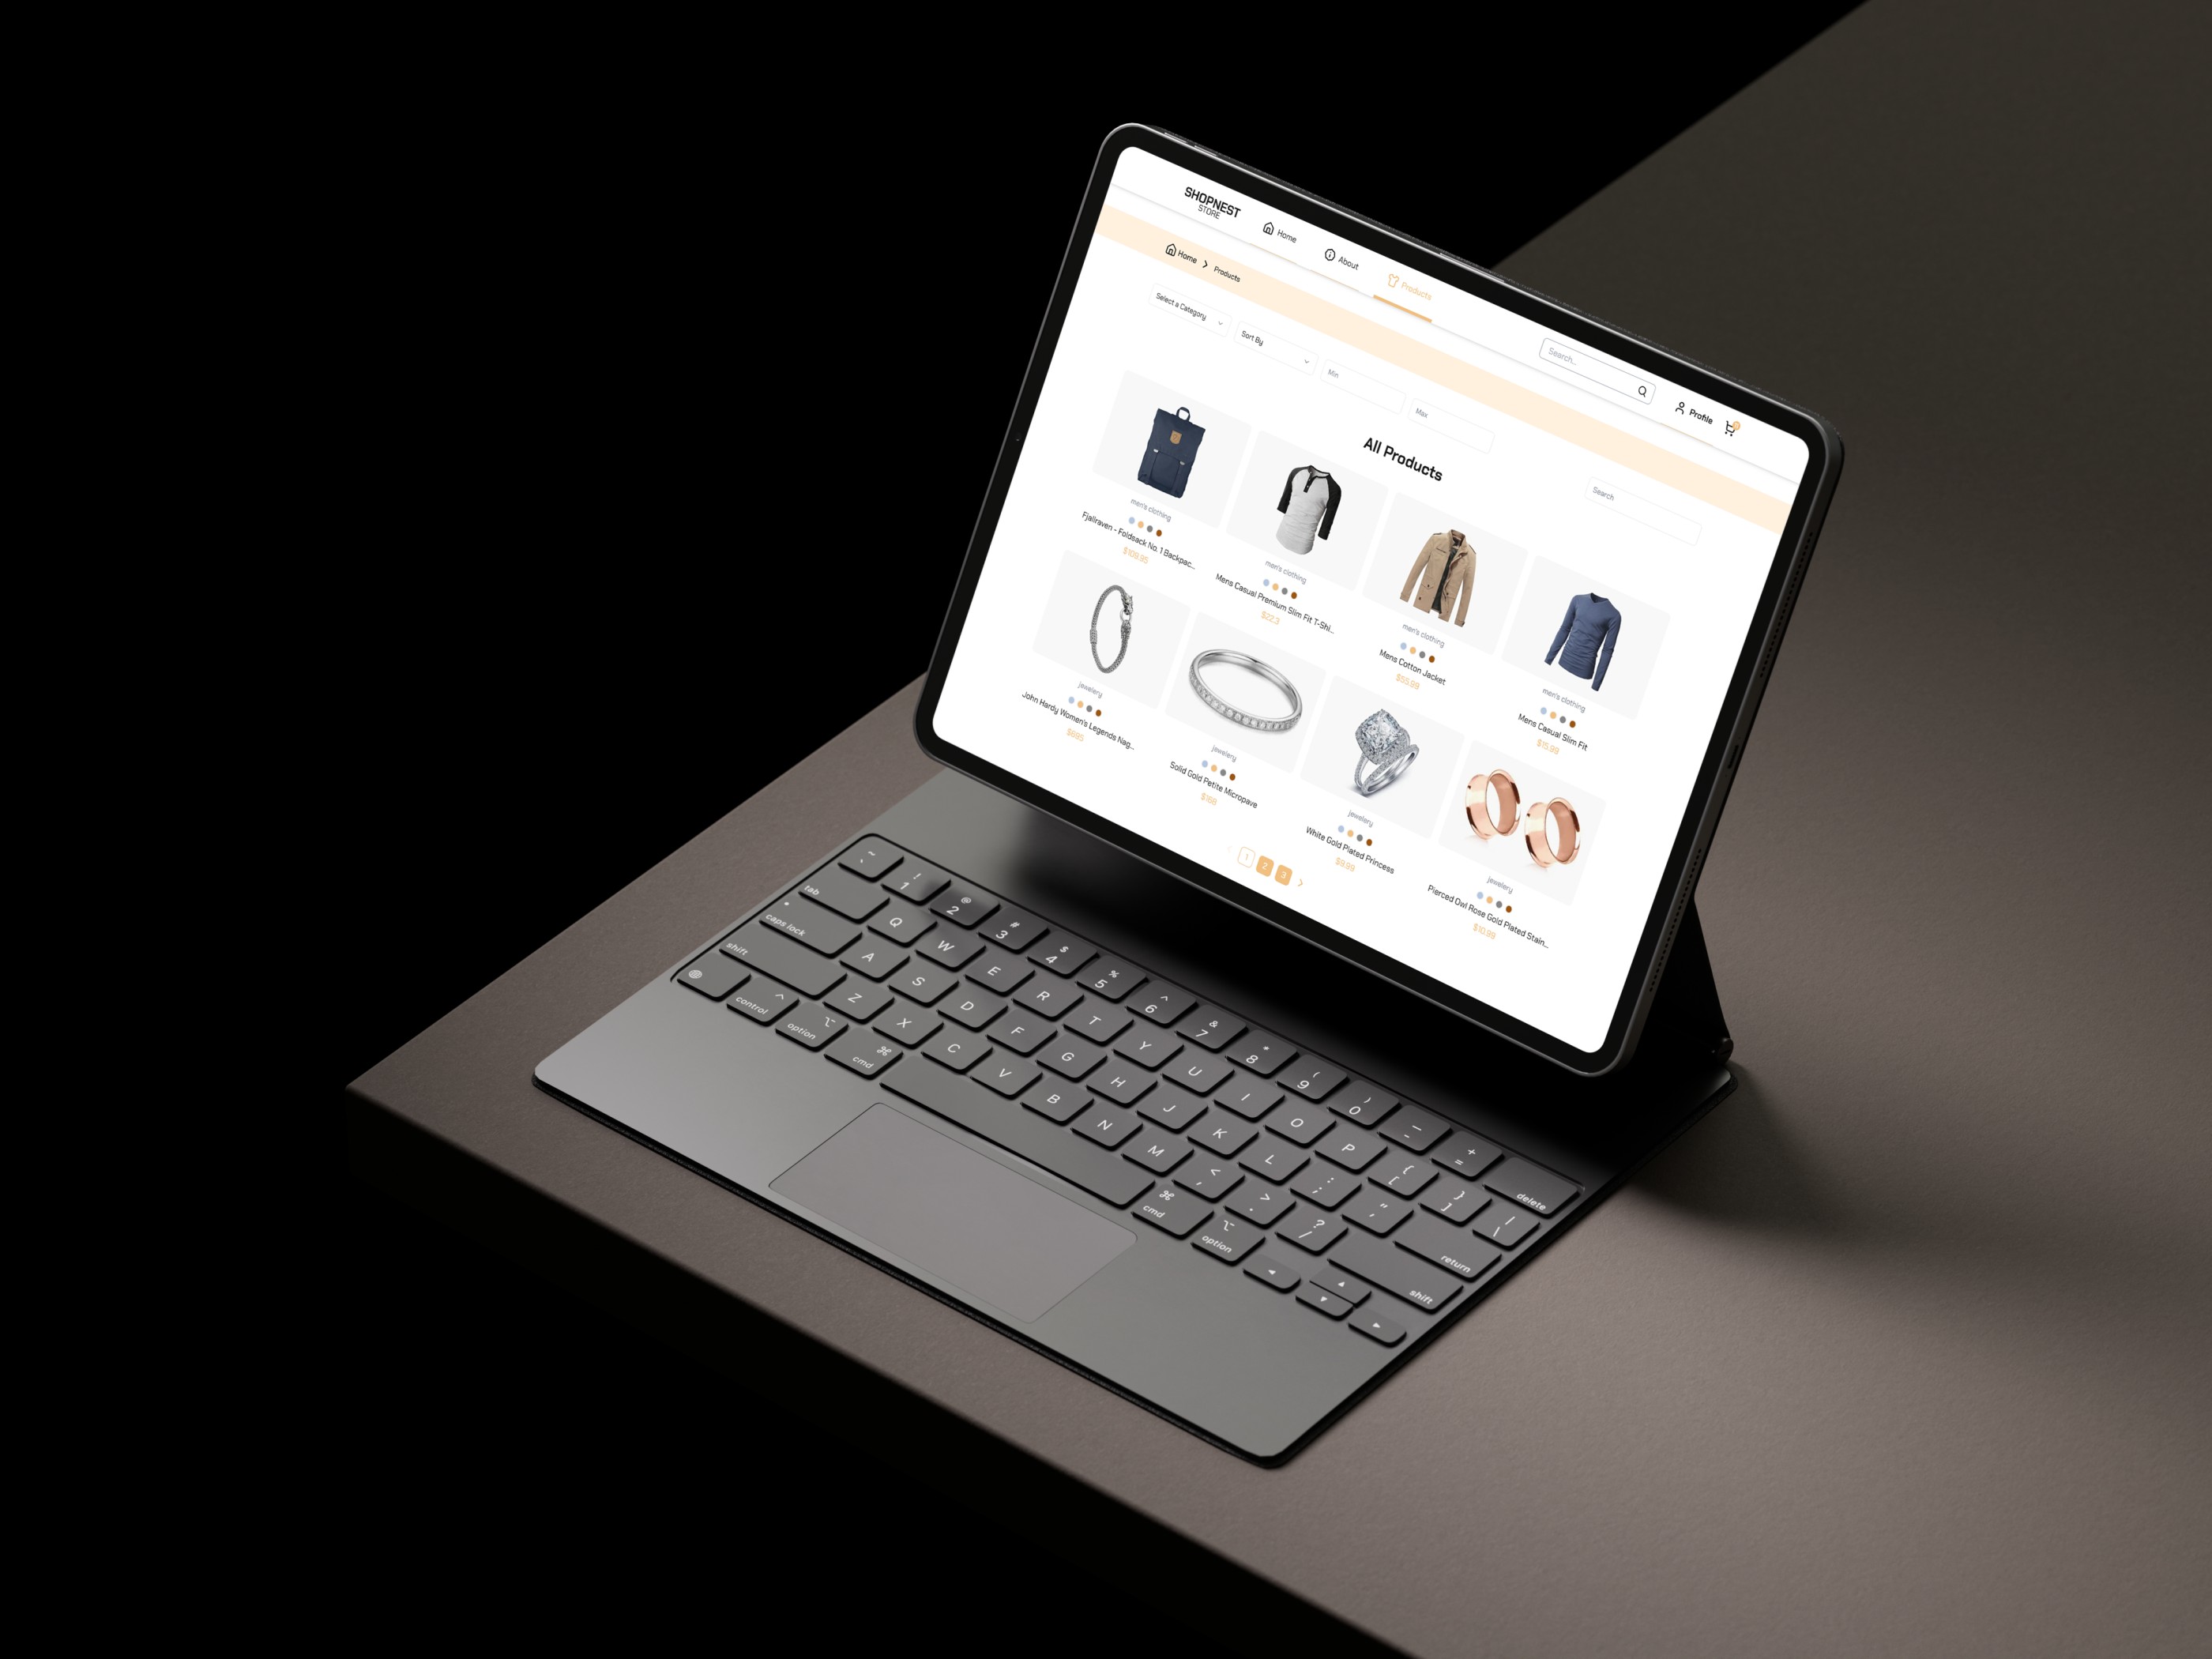 SHOPNEST
STORE
Home
About
Products
Search...
Profile
Home > Products
Select a Category
Sort By
Min
Max
Search
All Products
men's clothing
Fjallraven - Foldsack No. 1 Backpac...
$109.95
men's clothing
Mens Casual Premium Slim Fit T-Shi...
$22.3
men's clothing
Mens Cotton Jacket
$55.99
men's clothing
Mens Casual Slim Fit
$15.99
jewelery
John Hardy Women's Legends Nag...
$695
jewelery
Solid Gold Petite Micropave
$168
jewelery
White Gold Plated Princess
$9.99
jewelery
Pierced Owl Rose Gold Plated Stain...
$10.99
1 2 3 >
~ `
! 1 @ 2 # 3 $ 4 % 5 ^ 6 & 7 * 8 ( 9 ) 0 _ - + = delete
tab Q W E R T Y U I O P { [ } ] | \
caps lock A S D F G H J K L : ; " ' return
shift Z X C V B N M < , > . ? / shift
control option ⌥ cmd ⌘ ⌘ cmd ⌥ option ◀ ▲ ▼ ▶